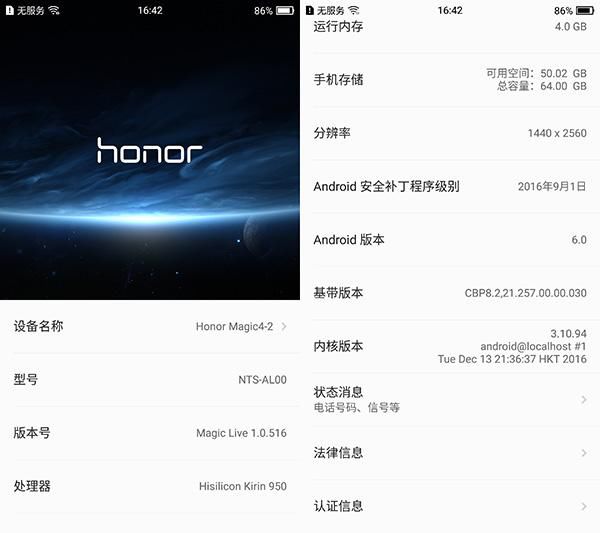 无服务 16:42 86%
honor
设备名称 Honor Magic4-2
型号 NTS-AL00
版本号 Magic Live 1.0.516
处理器 Hisilicon Kirin 950
无服务 16:42 86%
运行内存 4.0 GB
手机存储 可用空间：50.02 GB
总容量：64.00 GB
分辨率 1440 x 2560
Android 安全补丁程序级别 2016年9月1日
Android 版本 6.0
基带版本 CBP8.2,21.257.00.00.030
内核版本 3.10.94
android@localhost #1
Tue Dec 13 21:36:37 HKT 2016
状态消息
电话号码、信号等
法律信息
认证信息